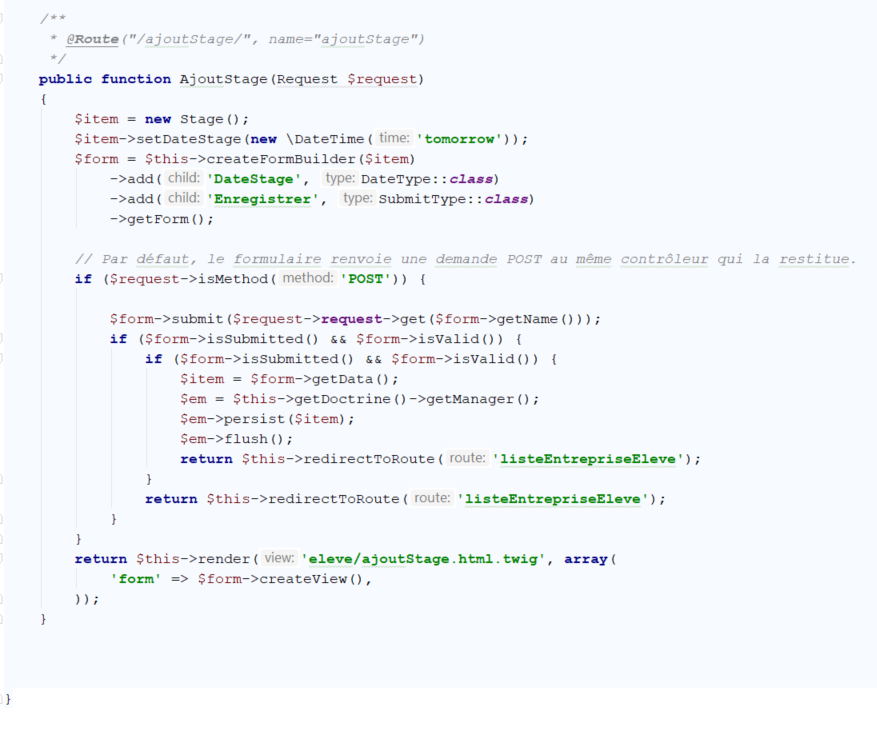 /**
 * @Route("/ajoutStage/", name="ajoutStage")
 */
public function AjoutStage(Request $request)
{
    $item = new Stage();
    $item->setDateStage(new \DateTime( time: 'tomorrow'));
    $form = $this->createFormBuilder($item)
        ->add( child: 'DateStage', type: DateType::class)
        ->add( child: 'Enregistrer', type: SubmitType::class)
        ->getForm();
    // Par défaut, le formulaire renvoie une demande POST au même contrôleur qui la restitue.
    if ($request->isMethod( method: 'POST')) {
        $form->submit($request->request->get($form->getName()));
        if ($form->isSubmitted() && $form->isValid()) {
            if ($form->isSubmitted() && $form->isValid()) {
                $item = $form->getData();
                $em = $this->getDoctrine()->getManager();
                $em->persist($item);
                $em->flush();
                return $this->redirectToRoute( route: 'listeEntrepriseEleve');
            }
            return $this->redirectToRoute( route: 'listeEntrepriseEleve');
        }
    }
    return $this->render( view: 'eleve/ajoutStage.html.twig', array(
        'form' => $form->createView(),
    ));
}
}